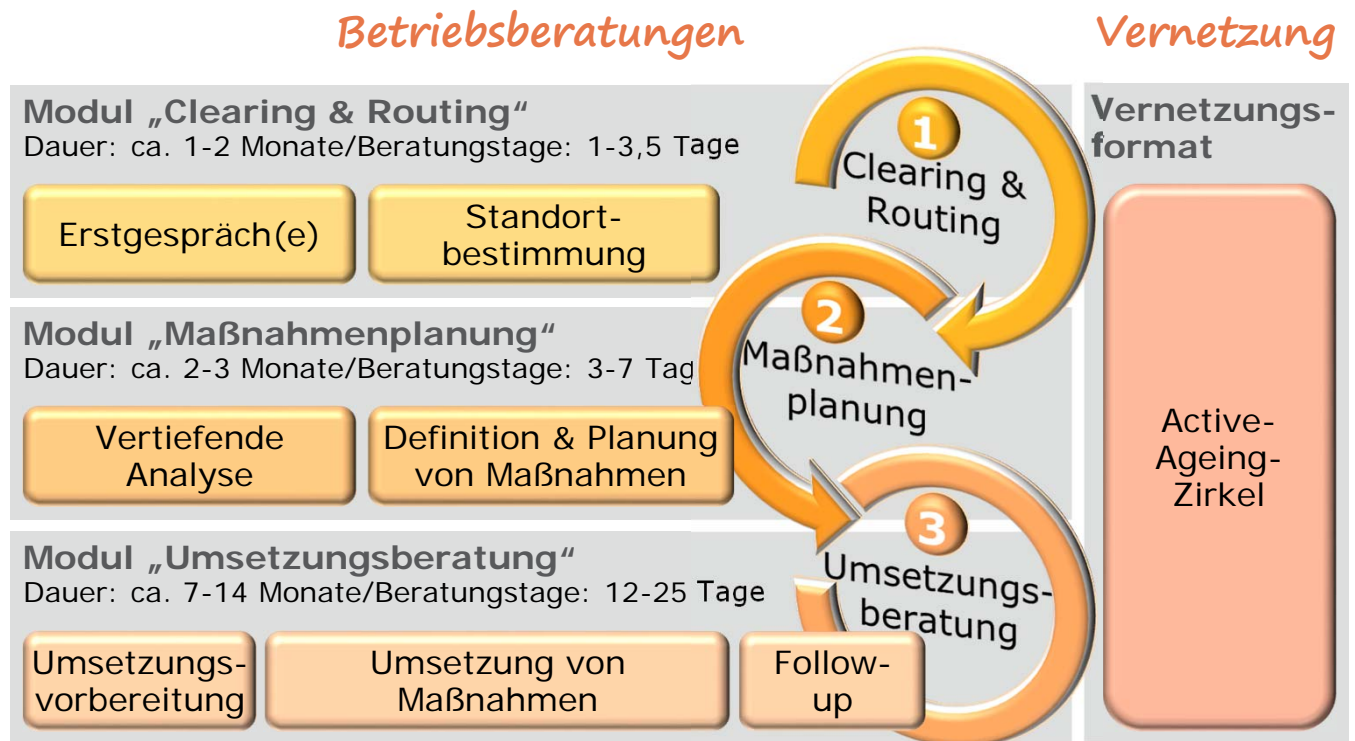 Betriebsberatungen
Vernetzung
Modul „Clearing & Routing“
Dauer: ca. 1-2 Monate/Beratungstage: 1-3,5 Tage
Erstgespräch(e)
Standort-
bestimmung
1
Clearing &
Routing
Modul „Maßnahmenplanung“
Dauer: ca. 2-3 Monate/Beratungstage: 3-7 Tag
Vertiefende
Analyse
Definition & Planung
von Maßnahmen
2
Maßnahmen-
planung
Modul „Umsetzungsberatung“
Dauer: ca. 7-14 Monate/Beratungstage: 12-25 Tage
Umsetzungs-
vorbereitung
Umsetzung von
Maßnahmen
Follow-
up
3
Umsetzungs-
beratung
Vernetzungs-
format
Active-
Ageing-
Zirkel